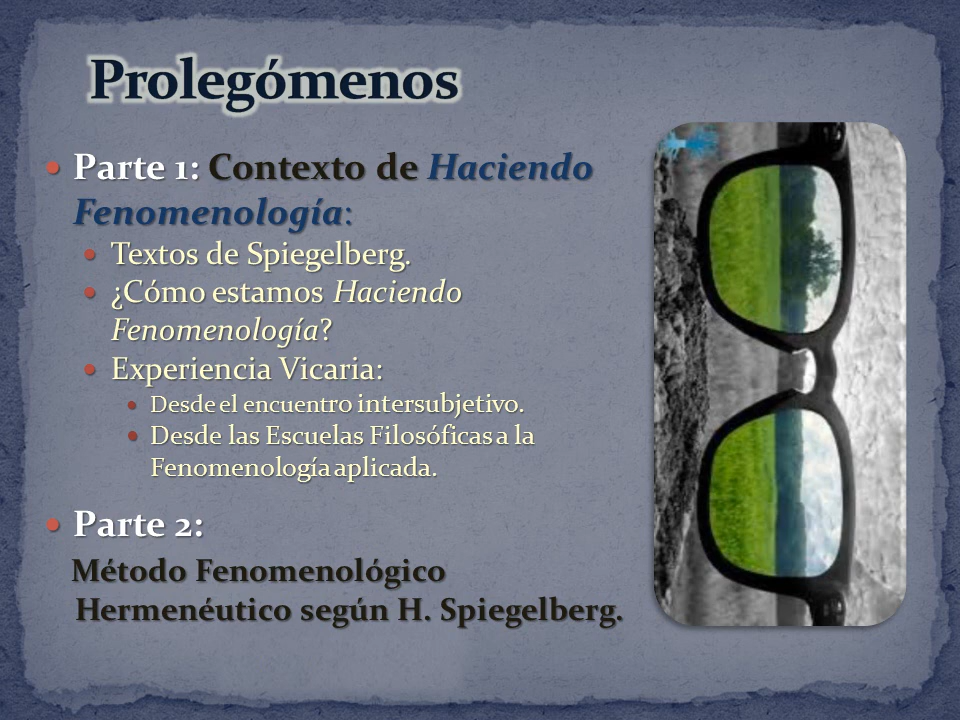 Prolegómenos
Parte 1: Contexto de Haciendo
Fenomenología:
Textos de Spiegelberg.
¿Cómo estamos Haciendo
Fenomenología?
Experiencia Vicaria:
Desde el encuentro intersubjetivo.
Desde las Escuelas Filosóficas a la
Fenomenología aplicada.
Parte 2:
Método Fenomenológico
Hermenéutico según H. Spiegelberg.